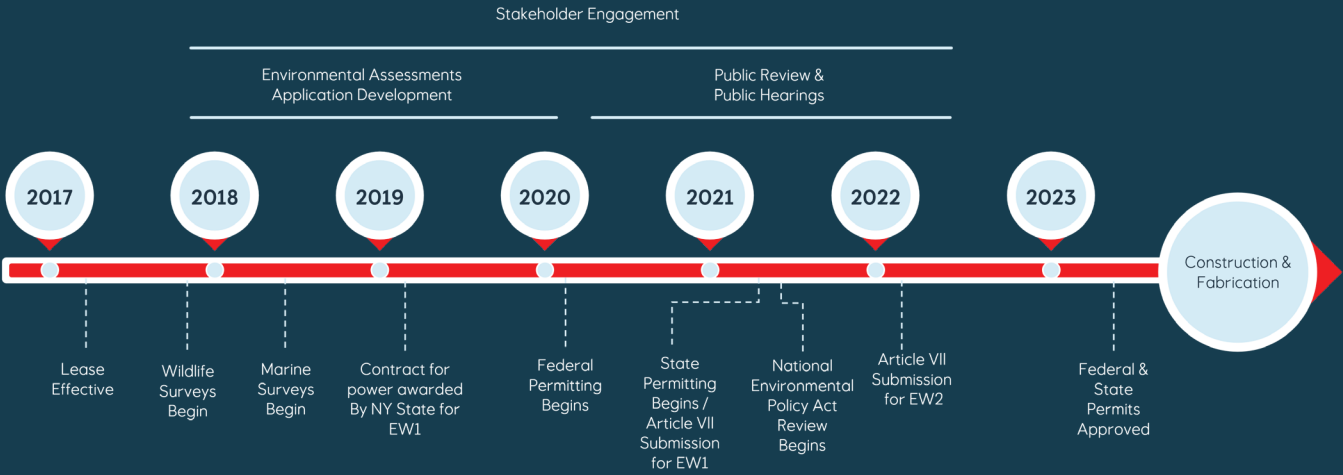 Stakeholder Engagement
Environmental Assessments
Application Development
Public Review &
Public Hearings
2017
2018
2019
2020
2021
2022
2023
Construction &
Fabrication
Lease
Effective
Wildlife
Surveys
Begin
Marine
Surveys
Begin
Contract for
power awarded
By NY State for
EW1
Federal
Permitting
Begins
State
Permitting
Begins /
Article VII
Submission
for EW1
National
Environmental
Policy Act
Review
Begins
Article VII
Submission
for EW2
Federal &
State
Permits
Approved